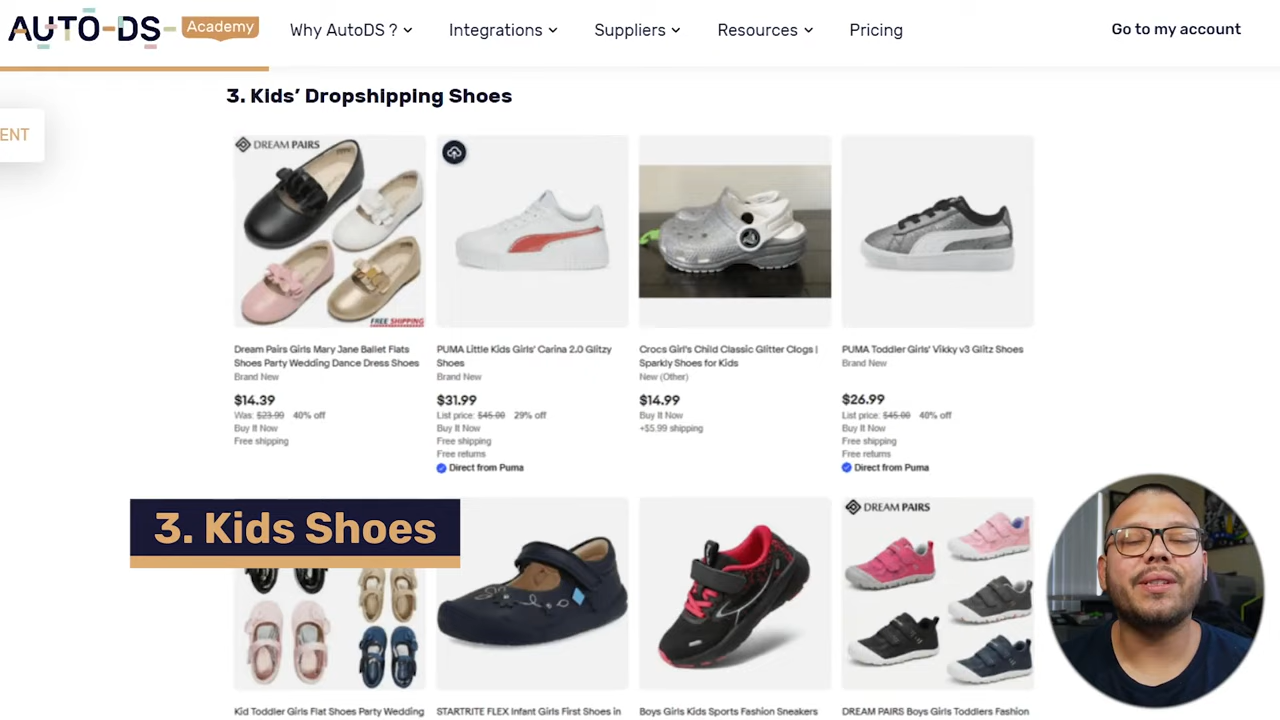 AUTO-DS Academy
Why AutoDS ?
Integrations
Suppliers
Resources
Pricing
Go to my account
ENT
3. Kids’ Dropshipping Shoes
DREAM PAIRS
FREE SHIPPING
Dream Pairs Girls Mary Jane Ballet Flats
Shoes Party Wedding Dance Dress Shoes
Brand New
$14.39
Was: $23.99 40% off
Buy It Now
Free shipping
PUMA Little Kids Girls' Carina 2.0 Glitzy
Shoes
Brand New
$31.99
List price: $45.00 29% off
Buy It Now
Free shipping
Free returns
Direct from Puma
Crocs Girl's Child Classic Glitter Clogs |
Sparkly Shoes for Kids
New (Other)
$14.99
Buy It Now
+$5.99 shipping
PUMA Toddler Girls' Vikky v3 Glitz Shoes
Brand New
$26.99
List price: $45.00 40% off
Buy It Now
Free shipping
Free returns
Direct from Puma
3. Kids Shoes
DREAM PAIRS
Kid Toddler Girls Flat Shoes Party Wedding
STARTRITE FLEX Infant Girls First Shoes in
Boys Girls Kids Sports Fashion Sneakers
DREAM PAIRS Boys Girls Toddlers Fashion